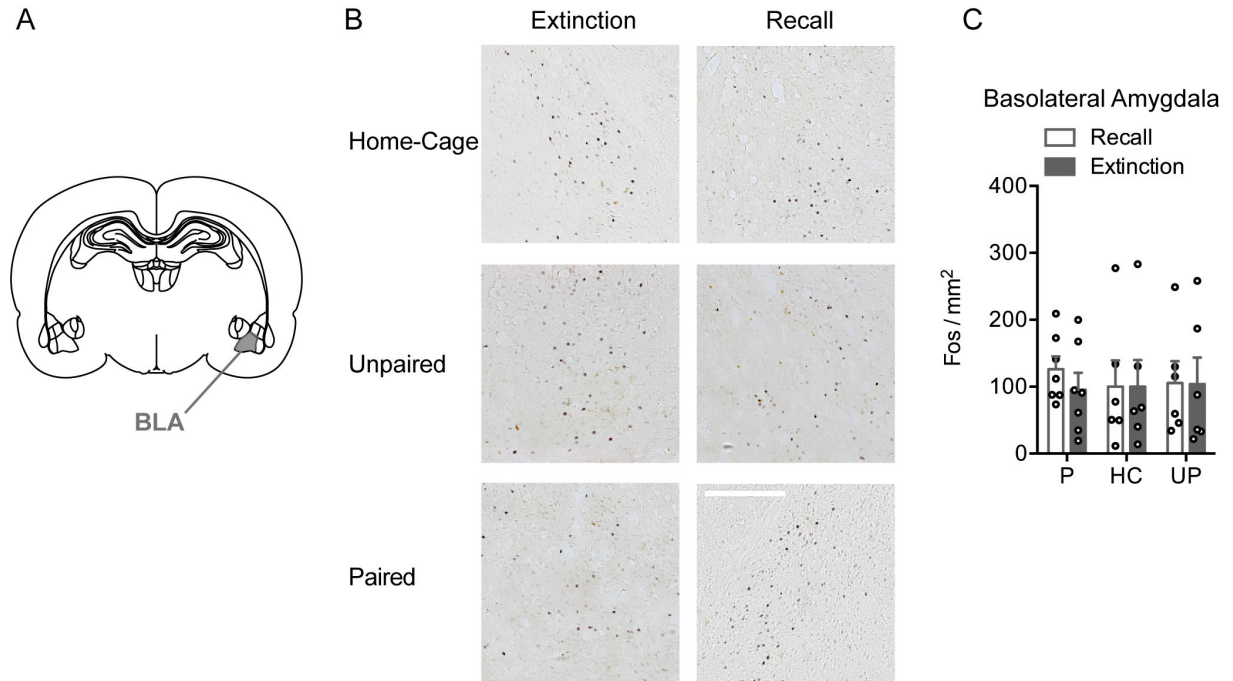 A
BLA
B
Extinction
Recall
Home-Cage
Unpaired
Paired
C
Basolateral Amygdala
Recall
Extinction
Fos / mm²
400
300
200
100
0
P
HC
UP